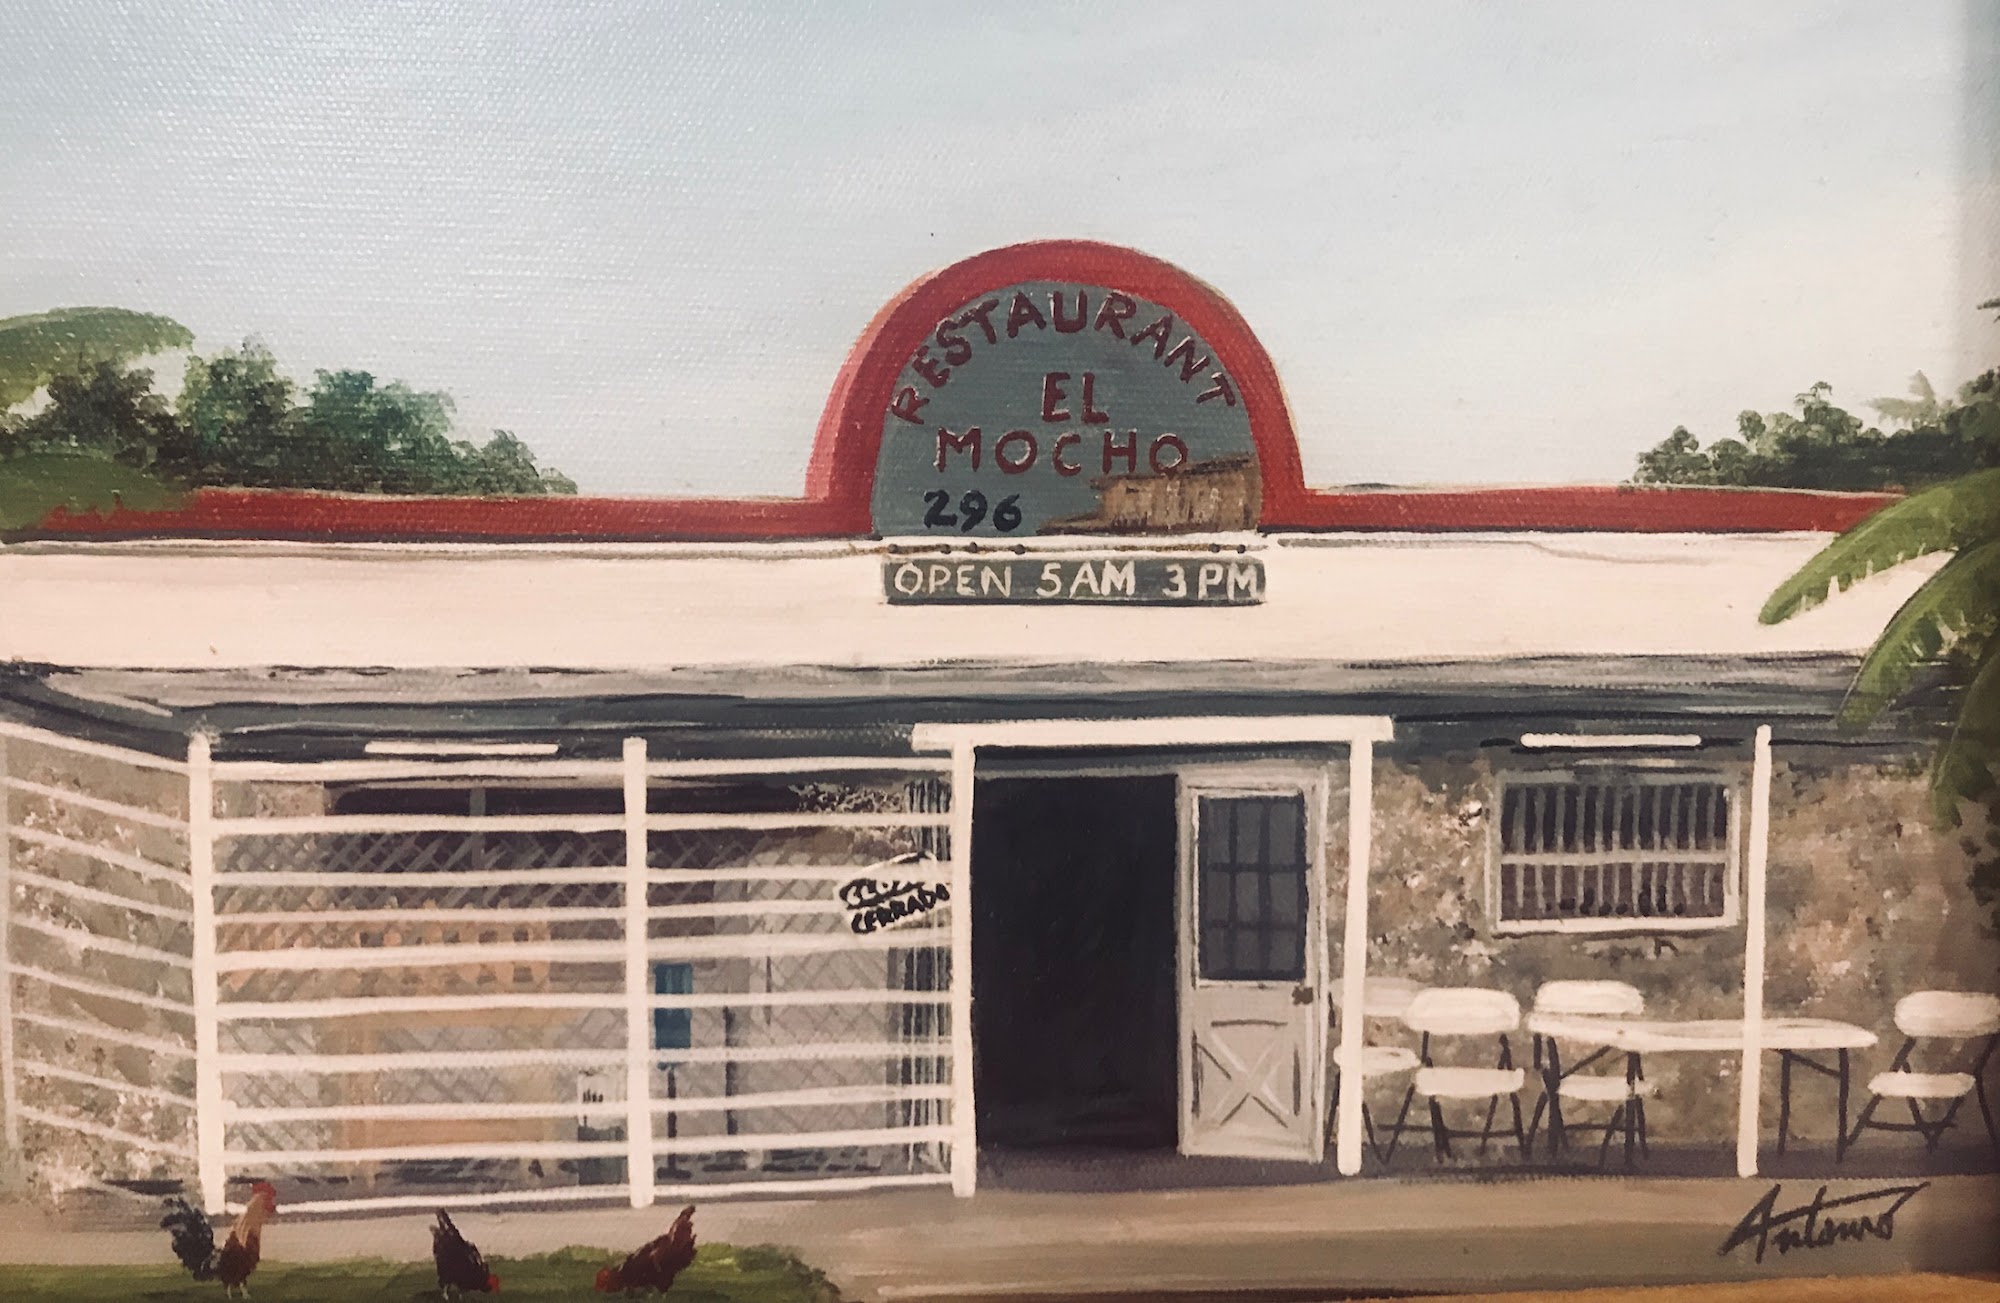 RESTAURANT
EL
MOCHO
296
OPEN 5AM 3PM
CERRADO
Antonio